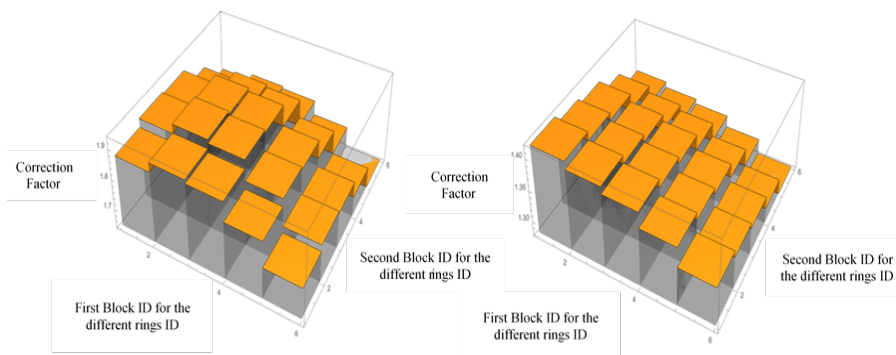 1.9
1.8
1.7
Correction
Factor
2
4
6
2
4
6
First Block ID for the
different rings ID
Second Block ID for the
different rings ID
1.40
1.35
1.30
Correction
Factor
2
4
6
2
4
6
First Block ID for the
different rings ID
Second Block ID for
the different rings ID